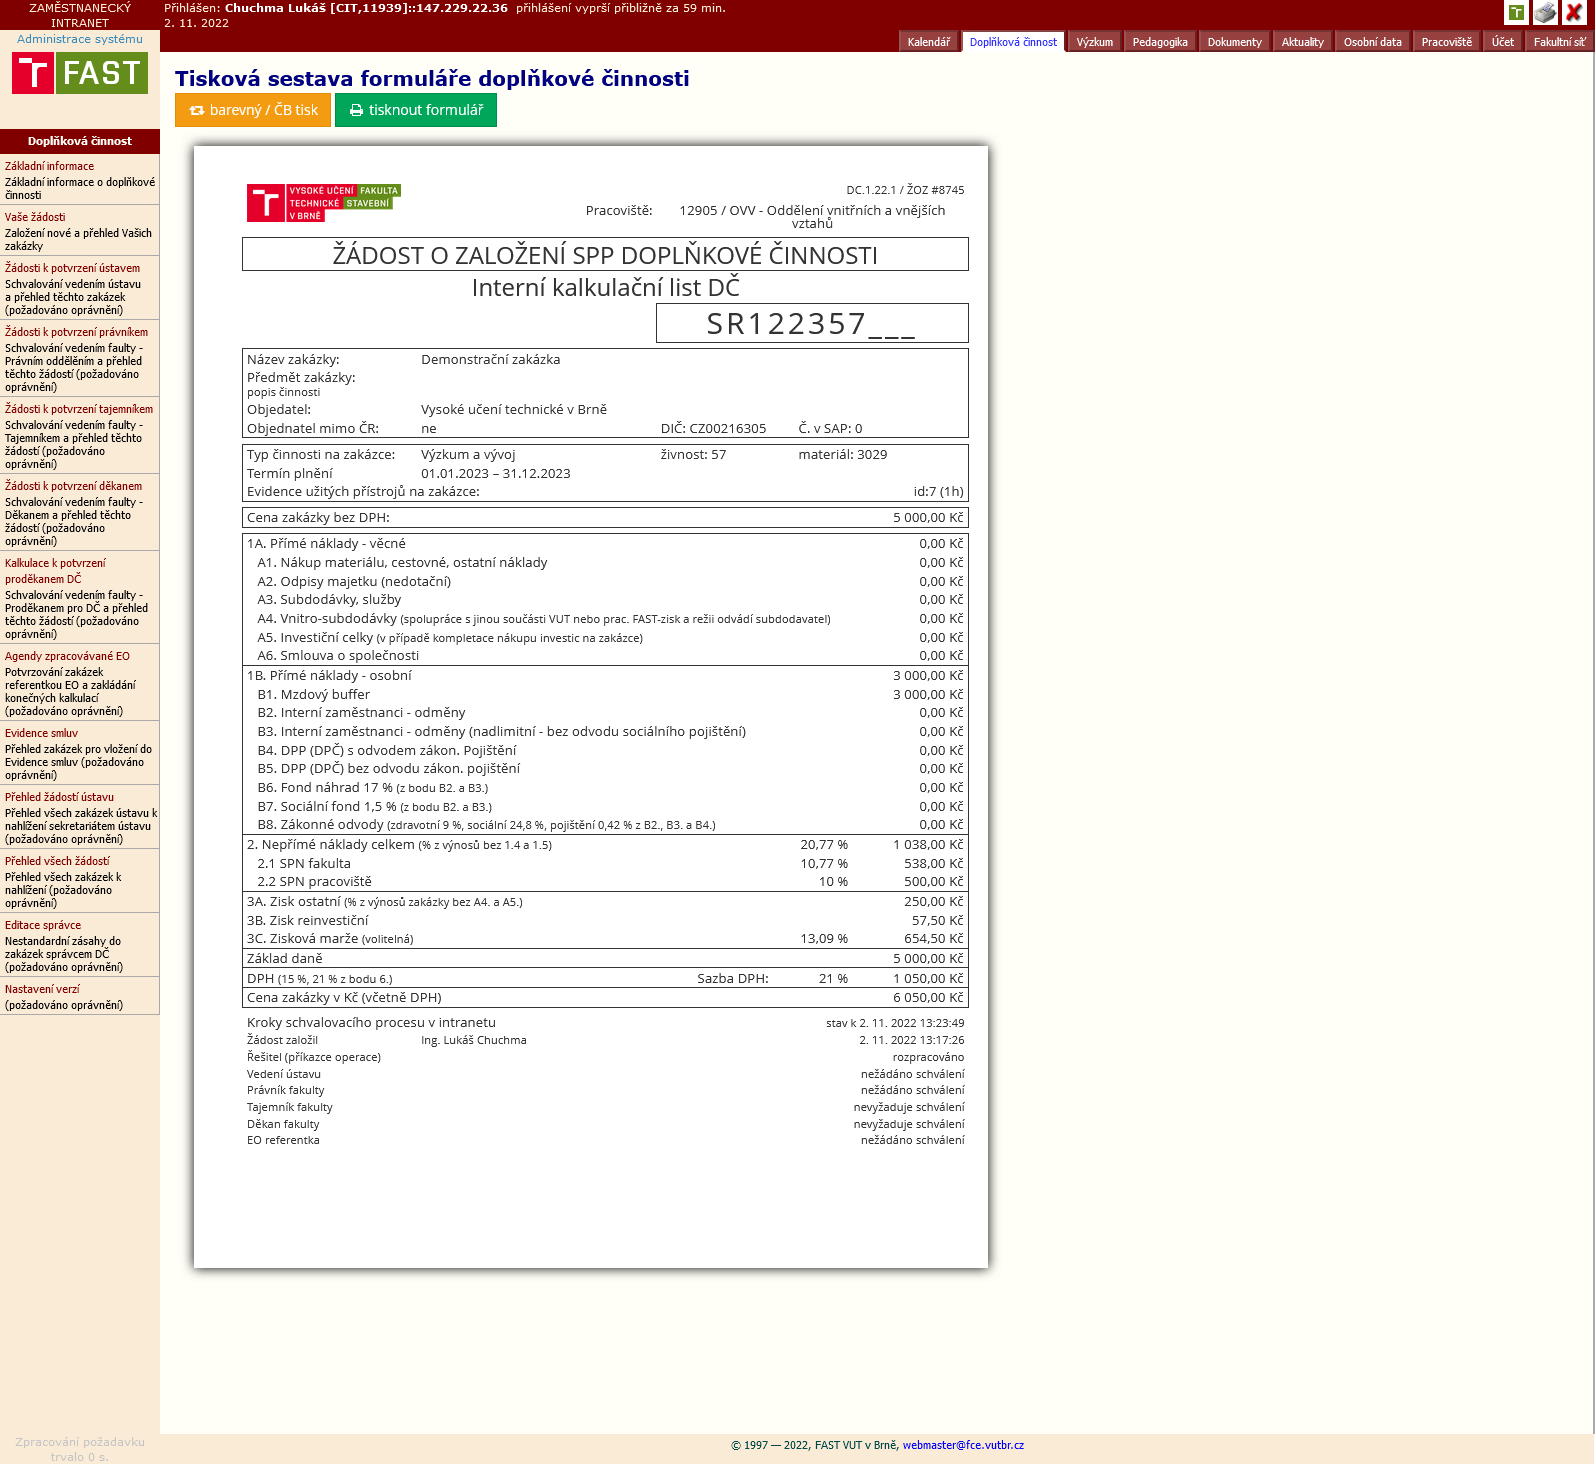 ZAMĚSTNANECKÝ
INTRANET
Administrace systému
FAST
Přihlášen: Chuchma Lukáš [CIT,11939]::147.229.22.36 přihlášení vyprší přibližně za 59 min.
2. 11. 2022
Kalendář Doplňková činnost Výzkum Pedagogika Dokumenty Aktuality Osobní data Pracoviště Účet Fakultní síť
Doplňková činnost
Základní informace
Základní informace o doplňkové
činnosti
Vaše žádosti
Založení nové a přehled Vašich
zakázky
Žádosti k potvrzení ústavem
Schvalování vedením ústavu
a přehled těchto zakázek
(požadováno oprávnění)
Žádosti k potvrzení právníkem
Schvalování vedením faulty -
Právním oddělěním a přehled
těchto žádostí (požadováno
oprávnění)
Žádosti k potvrzení tajemníkem
Schvalování vedením faulty -
Tajemníkem a přehled těchto
žádostí (požadováno
oprávnění)
Žádosti k potvrzení děkanem
Schvalování vedením faulty -
Děkanem a přehled těchto
žádostí (požadováno
oprávnění)
Kalkulace k potvrzení
proděkanem DČ
Schvalování vedením faulty -
Proděkanem pro DČ a přehled
těchto žádostí (požadováno
oprávnění)
Agendy zpracovávané EO
Potvrzování zakázek
referentkou EO a zakládání
konečných kalkulací
(požadováno oprávnění)
Evidence smluv
Přehled zakázek pro vložení do
Evidence smluv (požadováno
oprávnění)
Přehled žádostí ústavu
Přehled všech zakázek ústavu k
nahlížení sekretariátem ústavu
(požadováno oprávnění)
Přehled všech žádostí
Přehled všech zakázek k
nahlížení (požadováno
oprávnění)
Editace správce
Nestandardní zásahy do
zakázek správcem DČ
(požadováno oprávnění)
Nastavení verzí
(požadováno oprávnění)
Zpracování požadavku
trvalo 0 s.
Tisková sestava formuláře doplňkové činnosti
barevný / ČB tisk tisknout formulář
VYSOKÉ UČENÍ FAKULTA
TECHNICKÉ STAVEBNÍ
V BRNĚ
DC.1.22.1 / ŽOZ #8745
Pracoviště: 12905 / OVV - Oddělení vnitřních a vnějších
vztahů
ŽÁDOST O ZALOŽENÍ SPP DOPLŇKOVÉ ČINNOSTI
Interní kalkulační list DČ
SR122357___
Název zakázky: Demonstrační zakázka
Předmět zakázky:
popis činnosti
Objedatel: Vysoké učení technické v Brně
Objednatel mimo ČR: ne DIČ: CZ00216305 Č. v SAP: 0
Typ činnosti na zakázce: Výzkum a vývoj živnost: 57 materiál: 3029
Termín plnění 01.01.2023 – 31.12.2023
Evidence užitých přístrojů na zakázce: id:7 (1h)
Cena zakázky bez DPH: 5 000,00 Kč
1A. Přímé náklady - věcné 0,00 Kč
A1. Nákup materiálu, cestovné, ostatní náklady 0,00 Kč
A2. Odpisy majetku (nedotační) 0,00 Kč
A3. Subdodávky, služby 0,00 Kč
A4. Vnitro-subdodávky (spolupráce s jinou součásti VUT nebo prac. FAST-zisk a režii odvádí subdodavatel) 0,00 Kč
A5. Investiční celky (v případě kompletace nákupu investic na zakázce) 0,00 Kč
A6. Smlouva o společnosti 0,00 Kč
1B. Přímé náklady - osobní 3 000,00 Kč
B1. Mzdový buffer 3 000,00 Kč
B2. Interní zaměstnanci - odměny 0,00 Kč
B3. Interní zaměstnanci - odměny (nadlimitní - bez odvodu sociálního pojištění) 0,00 Kč
B4. DPP (DPČ) s odvodem zákon. Pojištění 0,00 Kč
B5. DPP (DPČ) bez odvodu zákon. pojištění 0,00 Kč
B6. Fond náhrad 17 % (z bodu B2. a B3.) 0,00 Kč
B7. Sociální fond 1,5 % (z bodu B2. a B3.) 0,00 Kč
B8. Zákonné odvody (zdravotní 9 %, sociální 24,8 %, pojištění 0,42 % z B2., B3. a B4.) 0,00 Kč
2. Nepřímé náklady celkem (% z výnosů bez 1.4 a 1.5) 20,77 % 1 038,00 Kč
2.1 SPN fakulta 10,77 % 538,00 Kč
2.2 SPN pracoviště 10 % 500,00 Kč
3A. Zisk ostatní (% z výnosů zakázky bez A4. a A5.) 250,00 Kč
3B. Zisk reinvestiční 57,50 Kč
3C. Zisková marže (volitelná) 13,09 % 654,50 Kč
Základ daně 5 000,00 Kč
DPH (15 %, 21 % z bodu 6.) Sazba DPH: 21 % 1 050,00 Kč
Cena zakázky v Kč (včetně DPH) 6 050,00 Kč
Kroky schvalovacího procesu v intranetu stav k 2. 11. 2022 13:23:49
Žádost založil Ing. Lukáš Chuchma 2. 11. 2022 13:17:26
Řešitel (příkazce operace) rozpracováno
Vedení ústavu nežádáno schválení
Právník fakulty nežádáno schválení
Tajemník fakulty nevyžaduje schválení
Děkan fakulty nevyžaduje schválení
EO referentka nežádáno schválení
© 1997 — 2022, FAST VUT v Brně, webmaster@fce.vutbr.cz